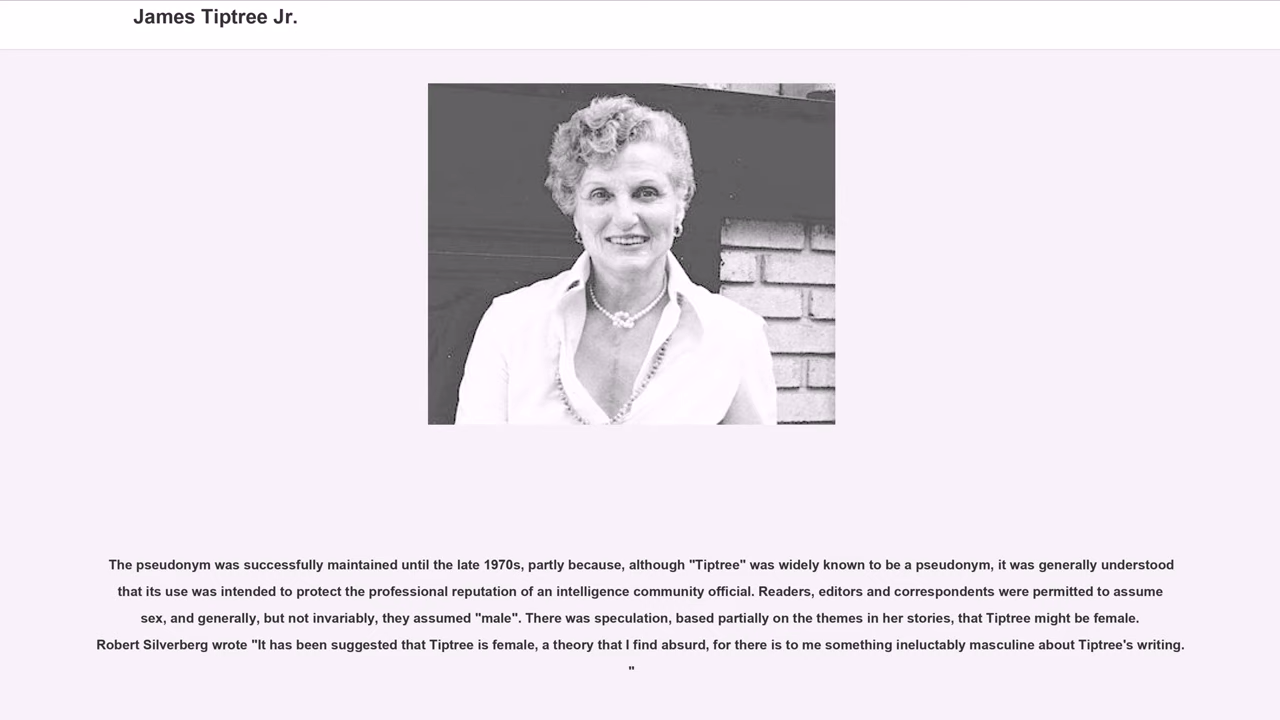 James Tiptree Jr.
The pseudonym was successfully maintained until the late 1970s, partly because, although "Tiptree" was widely known to be a pseudonym, it was generally understood
that its use was intended to protect the professional reputation of an intelligence community official. Readers, editors and correspondents were permitted to assume
sex, and generally, but not invariably, they assumed "male". There was speculation, based partially on the themes in her stories, that Tiptree might be female.
Robert Silverberg wrote "It has been suggested that Tiptree is female, a theory that I find absurd, for there is to me something ineluctably masculine about Tiptree's writing.
"